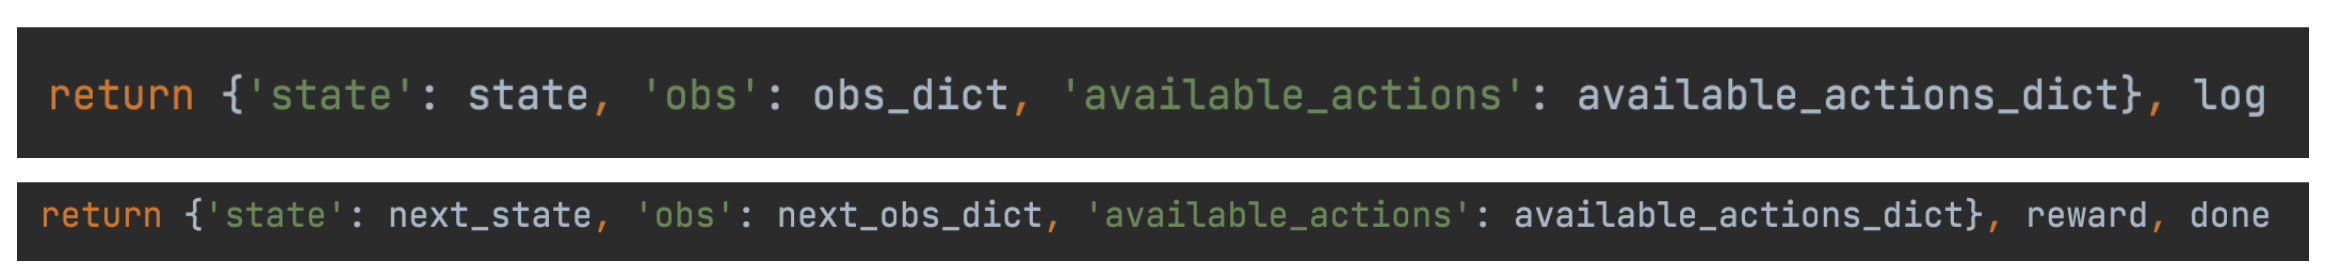 return {'state': state, 'obs': obs_dict, 'available_actions': available_actions_dict}, log
return {'state': next_state, 'obs': next_obs_dict, 'available_actions': available_actions_dict}, reward, done